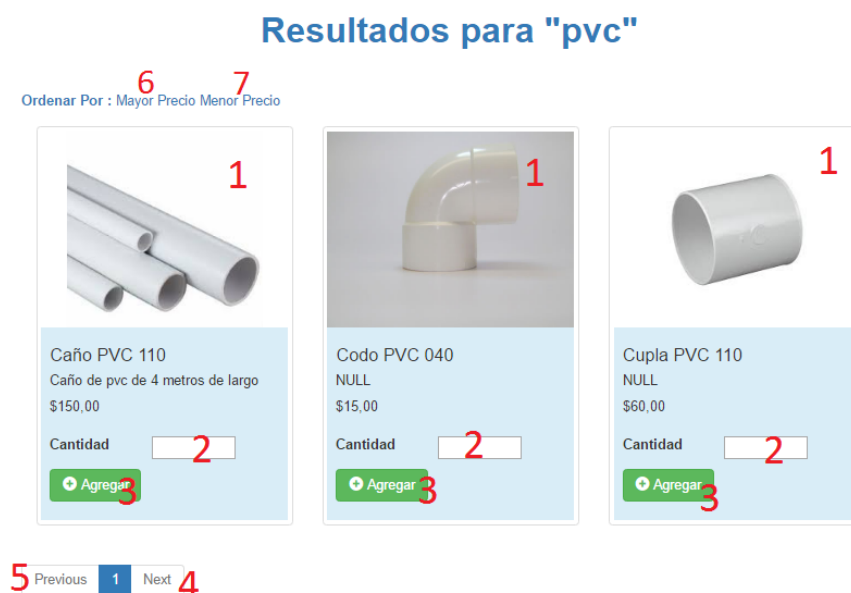 Resultados para "pvc"
6 7
Ordenar Por : Mayor Precio Menor Precio
1 1 1
Caño PVC 110
Caño de pvc de 4 metros de largo
$150,00
Cantidad 2
Agregar 3
Codo PVC 040
NULL
$15,00
Cantidad 2
Agregar 3
Cupla PVC 110
NULL
$60,00
Cantidad 2
Agregar 3
5 Previous 1 Next 4